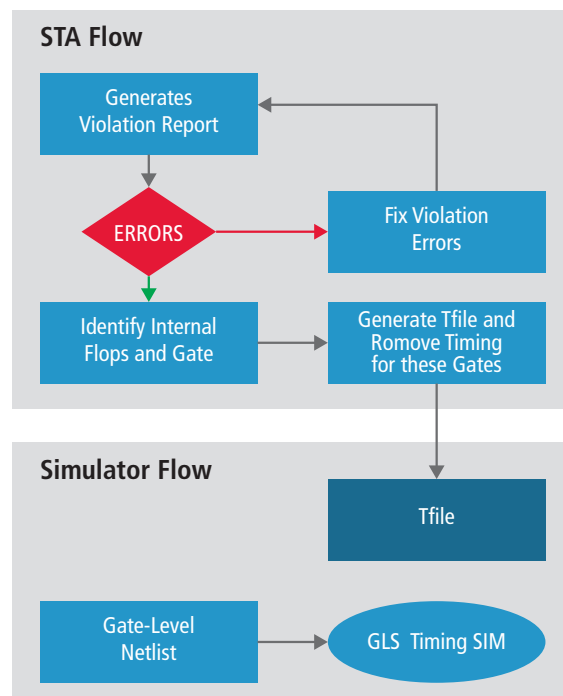 STA Flow
Generates
Violation Report
ERRORS
Fix Violation
Errors
Identify Internal
Flops and Gate
Generate Tfile and
Romove Timing
for these Gates
Simulator Flow
Tfile
Gate-Level
Netlist
GLS Timing SIM